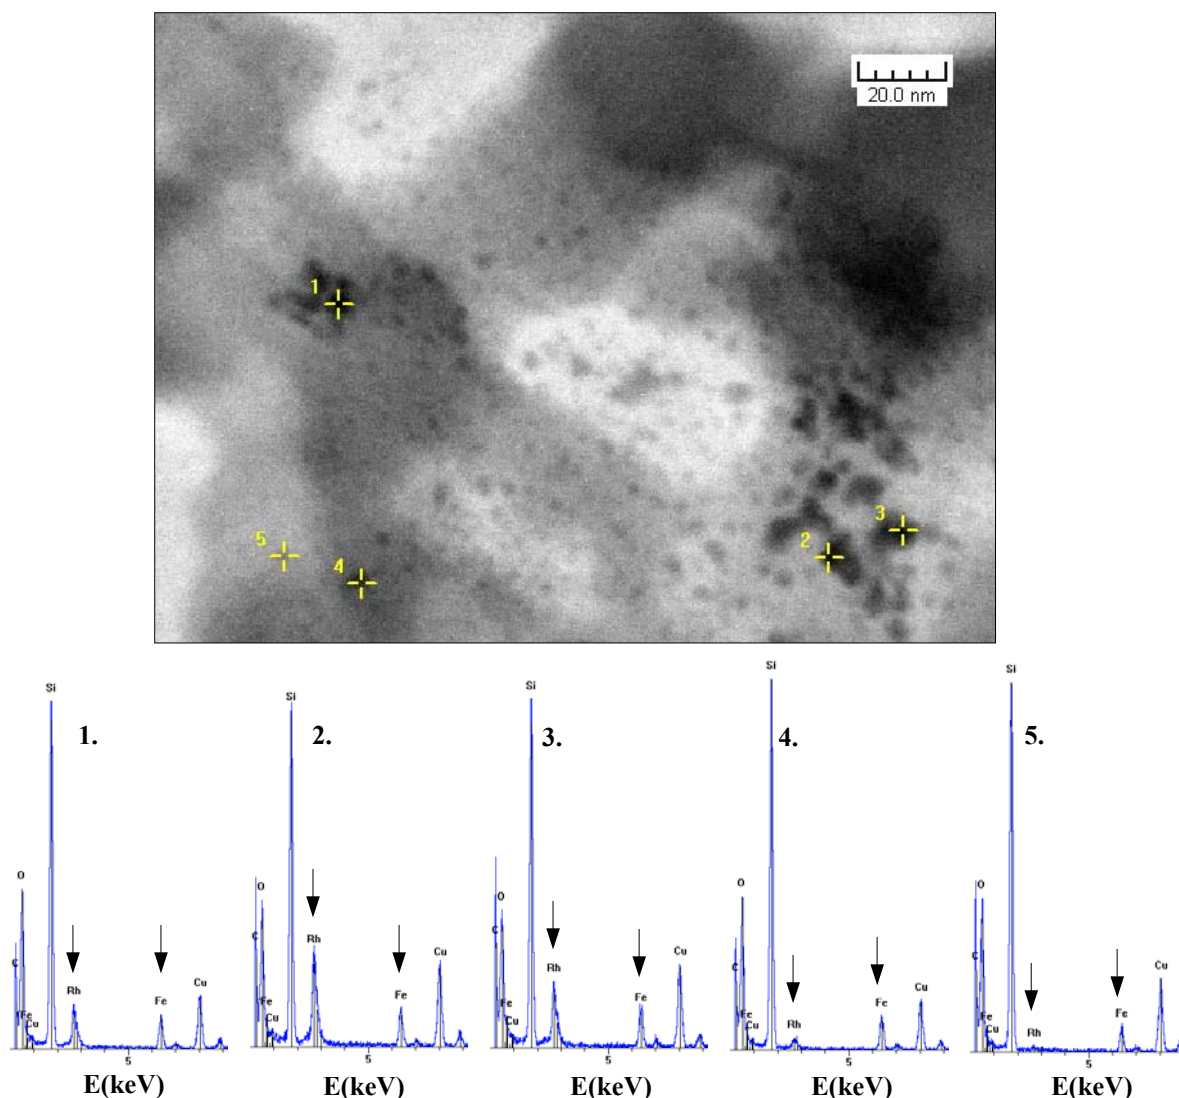 20.0 nm
1
3
5
2
4
Si
Si
Si
Si
Si
1.
2.
3.
4.
5.
O
C
Fe
Cu
Rh
Fe
Cu
5
E(keV)
O
C
Fe
Cu
Rh
Fe
Cu
5
E(keV)
O
C
Fe
Cu
Rh
Fe
Cu
5
E(keV)
O
C
Fe
Cu
Rh
Fe
Cu
5
E(keV)
O
C
Fe
Cu
Rh
Fe
Cu
5
E(keV)